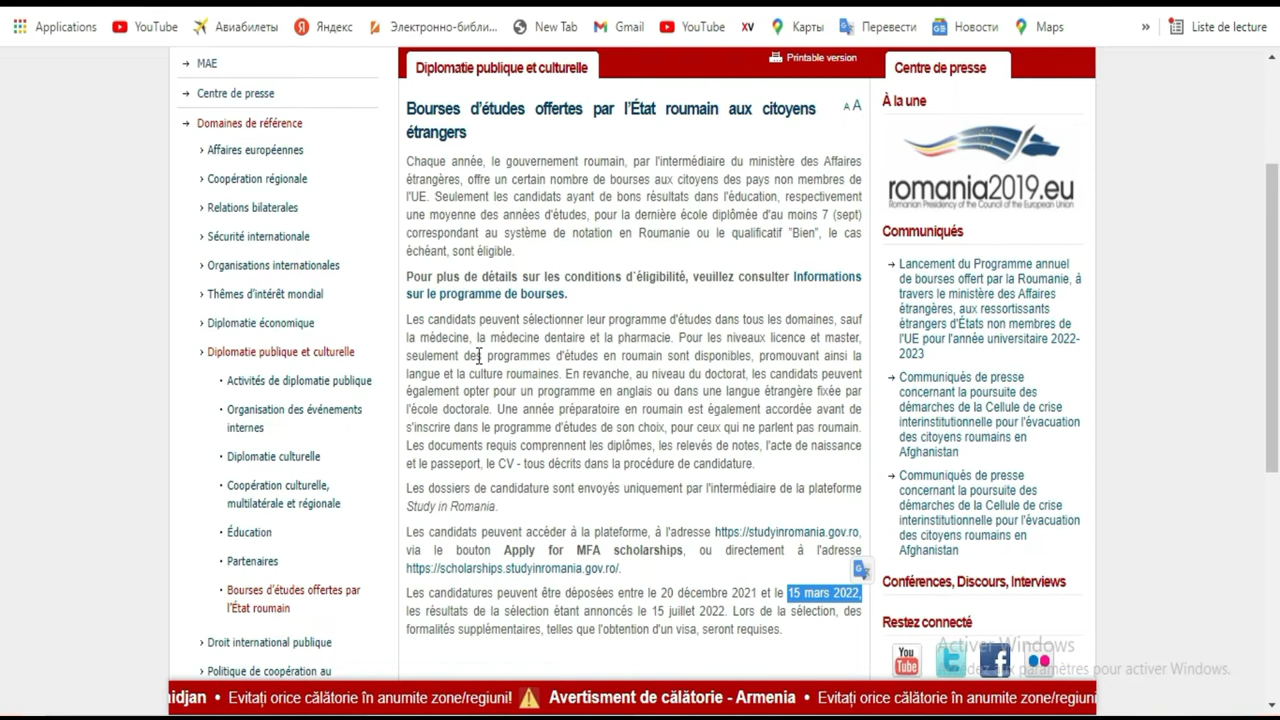 Applications YouTube Авиабилеты Яндекс Электронно-библи... New Tab Gmail YouTube XV Карты Перевести Новости Maps » Liste de lecture
MAE
Centre de presse
Domaines de référence
Affaires européennes
Coopération régionale
Relations bilaterales
Sécurité internationale
Organisations internationales
Thêmes d'intérêt mondial
Diplomatie économique
Diplomatie publique et culturelle
Activités de diplomatie publique
Organisation des événements
internes
Diplomatie culturelle
Coopération culturelle,
multilatérale et régionale
Éducation
Partenaires
Bourses d'études offertes par
l'État roumain
Droit international publique
Politique de coopération au
Diplomatie publique et culturelle
Printable version
Bourses d'études offertes par l'État roumain aux citoyens
étrangers
A A
Chaque année, le gouvernement roumain, par l'intermédiaire du ministère des Affaires
étrangères, offre un certain nombre de bourses aux citoyens des pays non membres de
l'UE. Seulement les candidats ayant de bons résultats dans l'éducation, respectivement
une moyenne des années d'études, pour la dernière école diplômée d'au moins 7 (sept)
correspondant au système de notation en Roumanie ou le qualificatif "Bien", le cas
échéant, sont éligible.
Pour plus de détails sur les conditions d`éligibilité, veuillez consulter Informations
sur le programme de bourses.
Les candidats peuvent sélectionner leur programme d'études dans tous les domaines, sauf
la médecine, la médecine dentaire et la pharmacie. Pour les niveaux licence et master,
seulement des programmes d'études en roumain sont disponibles, promouvant ainsi la
langue et la culture roumaines. En revanche, au niveau du doctorat, les candidats peuvent
également opter pour un programme en anglais ou dans une langue étrangère fixée par
l'école doctorale. Une année préparatoire en roumain est également accordée avant de
s'inscrire dans le programme d'études de son choix, pour ceux qui ne parlent pas roumain.
Les documents requis comprennent les diplômes, les relevés de notes, l'acte de naissance
et le passeport, le CV - tous décrits dans la procédure de candidature.
Les dossiers de candidature sont envoyés uniquement par l'intermédiaire de la plateforme
Study in Romania.
Les candidats peuvent accéder à la plateforme, à l'adresse https://studyinromania.gov.ro,
via le bouton Apply for MFA scholarships, ou directement à l'adresse
https://scholarships.studyinromania.gov.ro/.
Les candidatures peuvent être déposées entre le 20 décembre 2021 et le 15 mars 2022,
les résultats de la sélection étant annoncés le 15 juillet 2022. Lors de la sélection, des
formalités supplémentaires, telles que l'obtention d'un visa, seront requises.
Centre de presse
À la une
romania2019.eu
Romanian Presidency of the Council of the European Union
Communiqués
Lancement du Programme annuel
de bourses offert par la Roumanie, à
travers le ministère des Affaires
étrangères, aux ressortissants
étrangers d'États non membres de
l'UE pour l'année universitaire 2022-
2023
Communiqués de presse
concernant la poursuite des
démarches de la Cellule de crise
interinstitutionnelle pour l'évacuation
des citoyens roumains en
Afghanistan
Communiqués de presse
concernant la poursuite des
démarches de la Cellule de crise
interinstitutionnelle pour l'évacuation
des citoyens roumains en
Afghanistan
Conférences, Discours, Interviews
Restez connecté
You
Tube
Activer Windows
aux paramètres pour activer Windows.
idjan • Evitați orice călătorie în anumite zone/regiuni! Avertisment de călătorie - Armenia • Evitați orice călătorie în anumite zone/regiuni